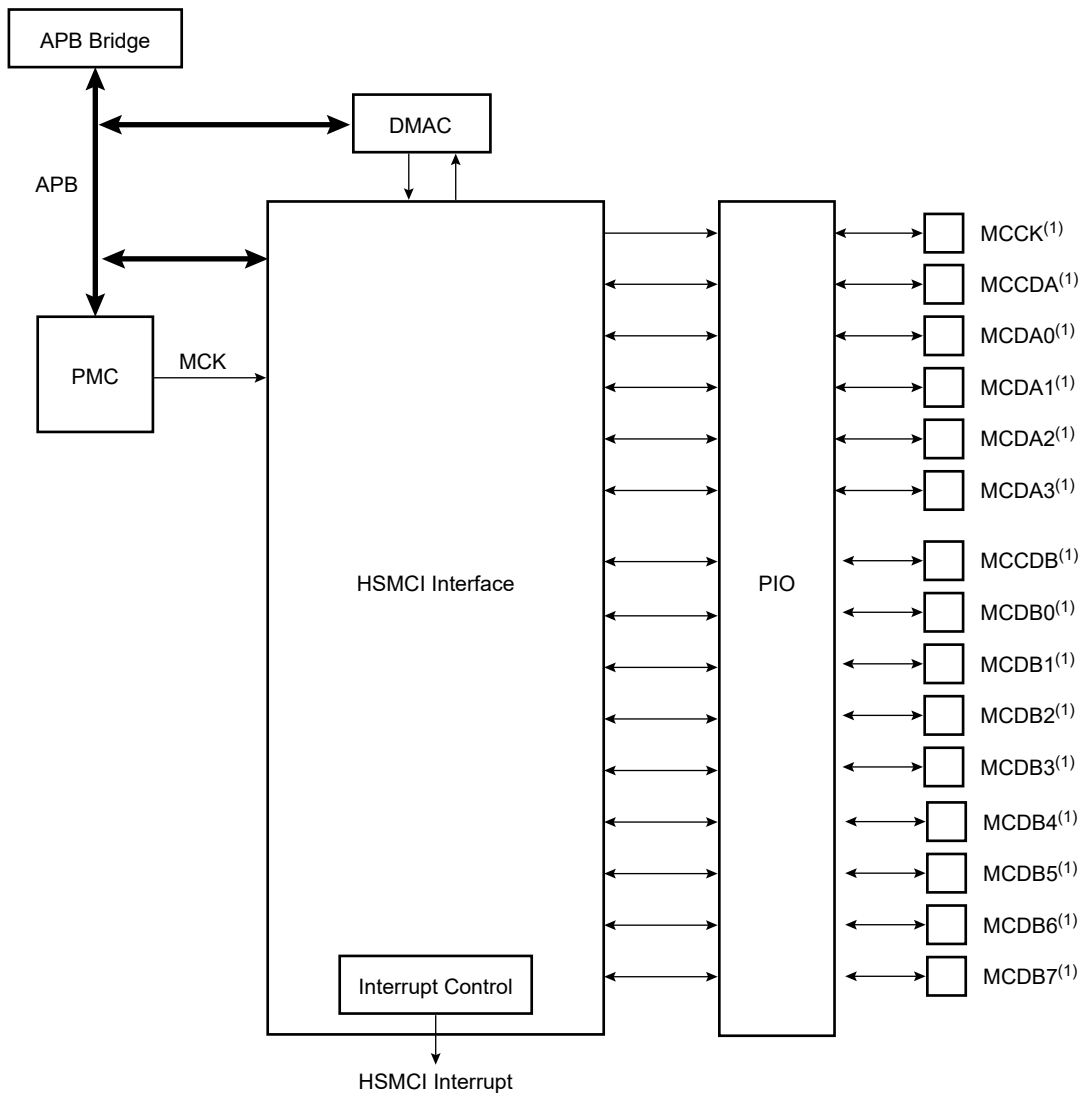 APB Bridge
DMAC
APB
MCCK(1)
MCCDA(1)
MCDA0(1)
MCK
PMC
MCDA1(1)
MCDA2(1)
MCDA3(1)
MCCDB(1)
HSMCI Interface
PIO
MCDB0(1)
MCDB1(1)
MCDB2(1)
MCDB3(1)
MCDB4(1)
MCDB5(1)
MCDB6(1)
MCDB7(1)
Interrupt Control
HSMCI Interrupt